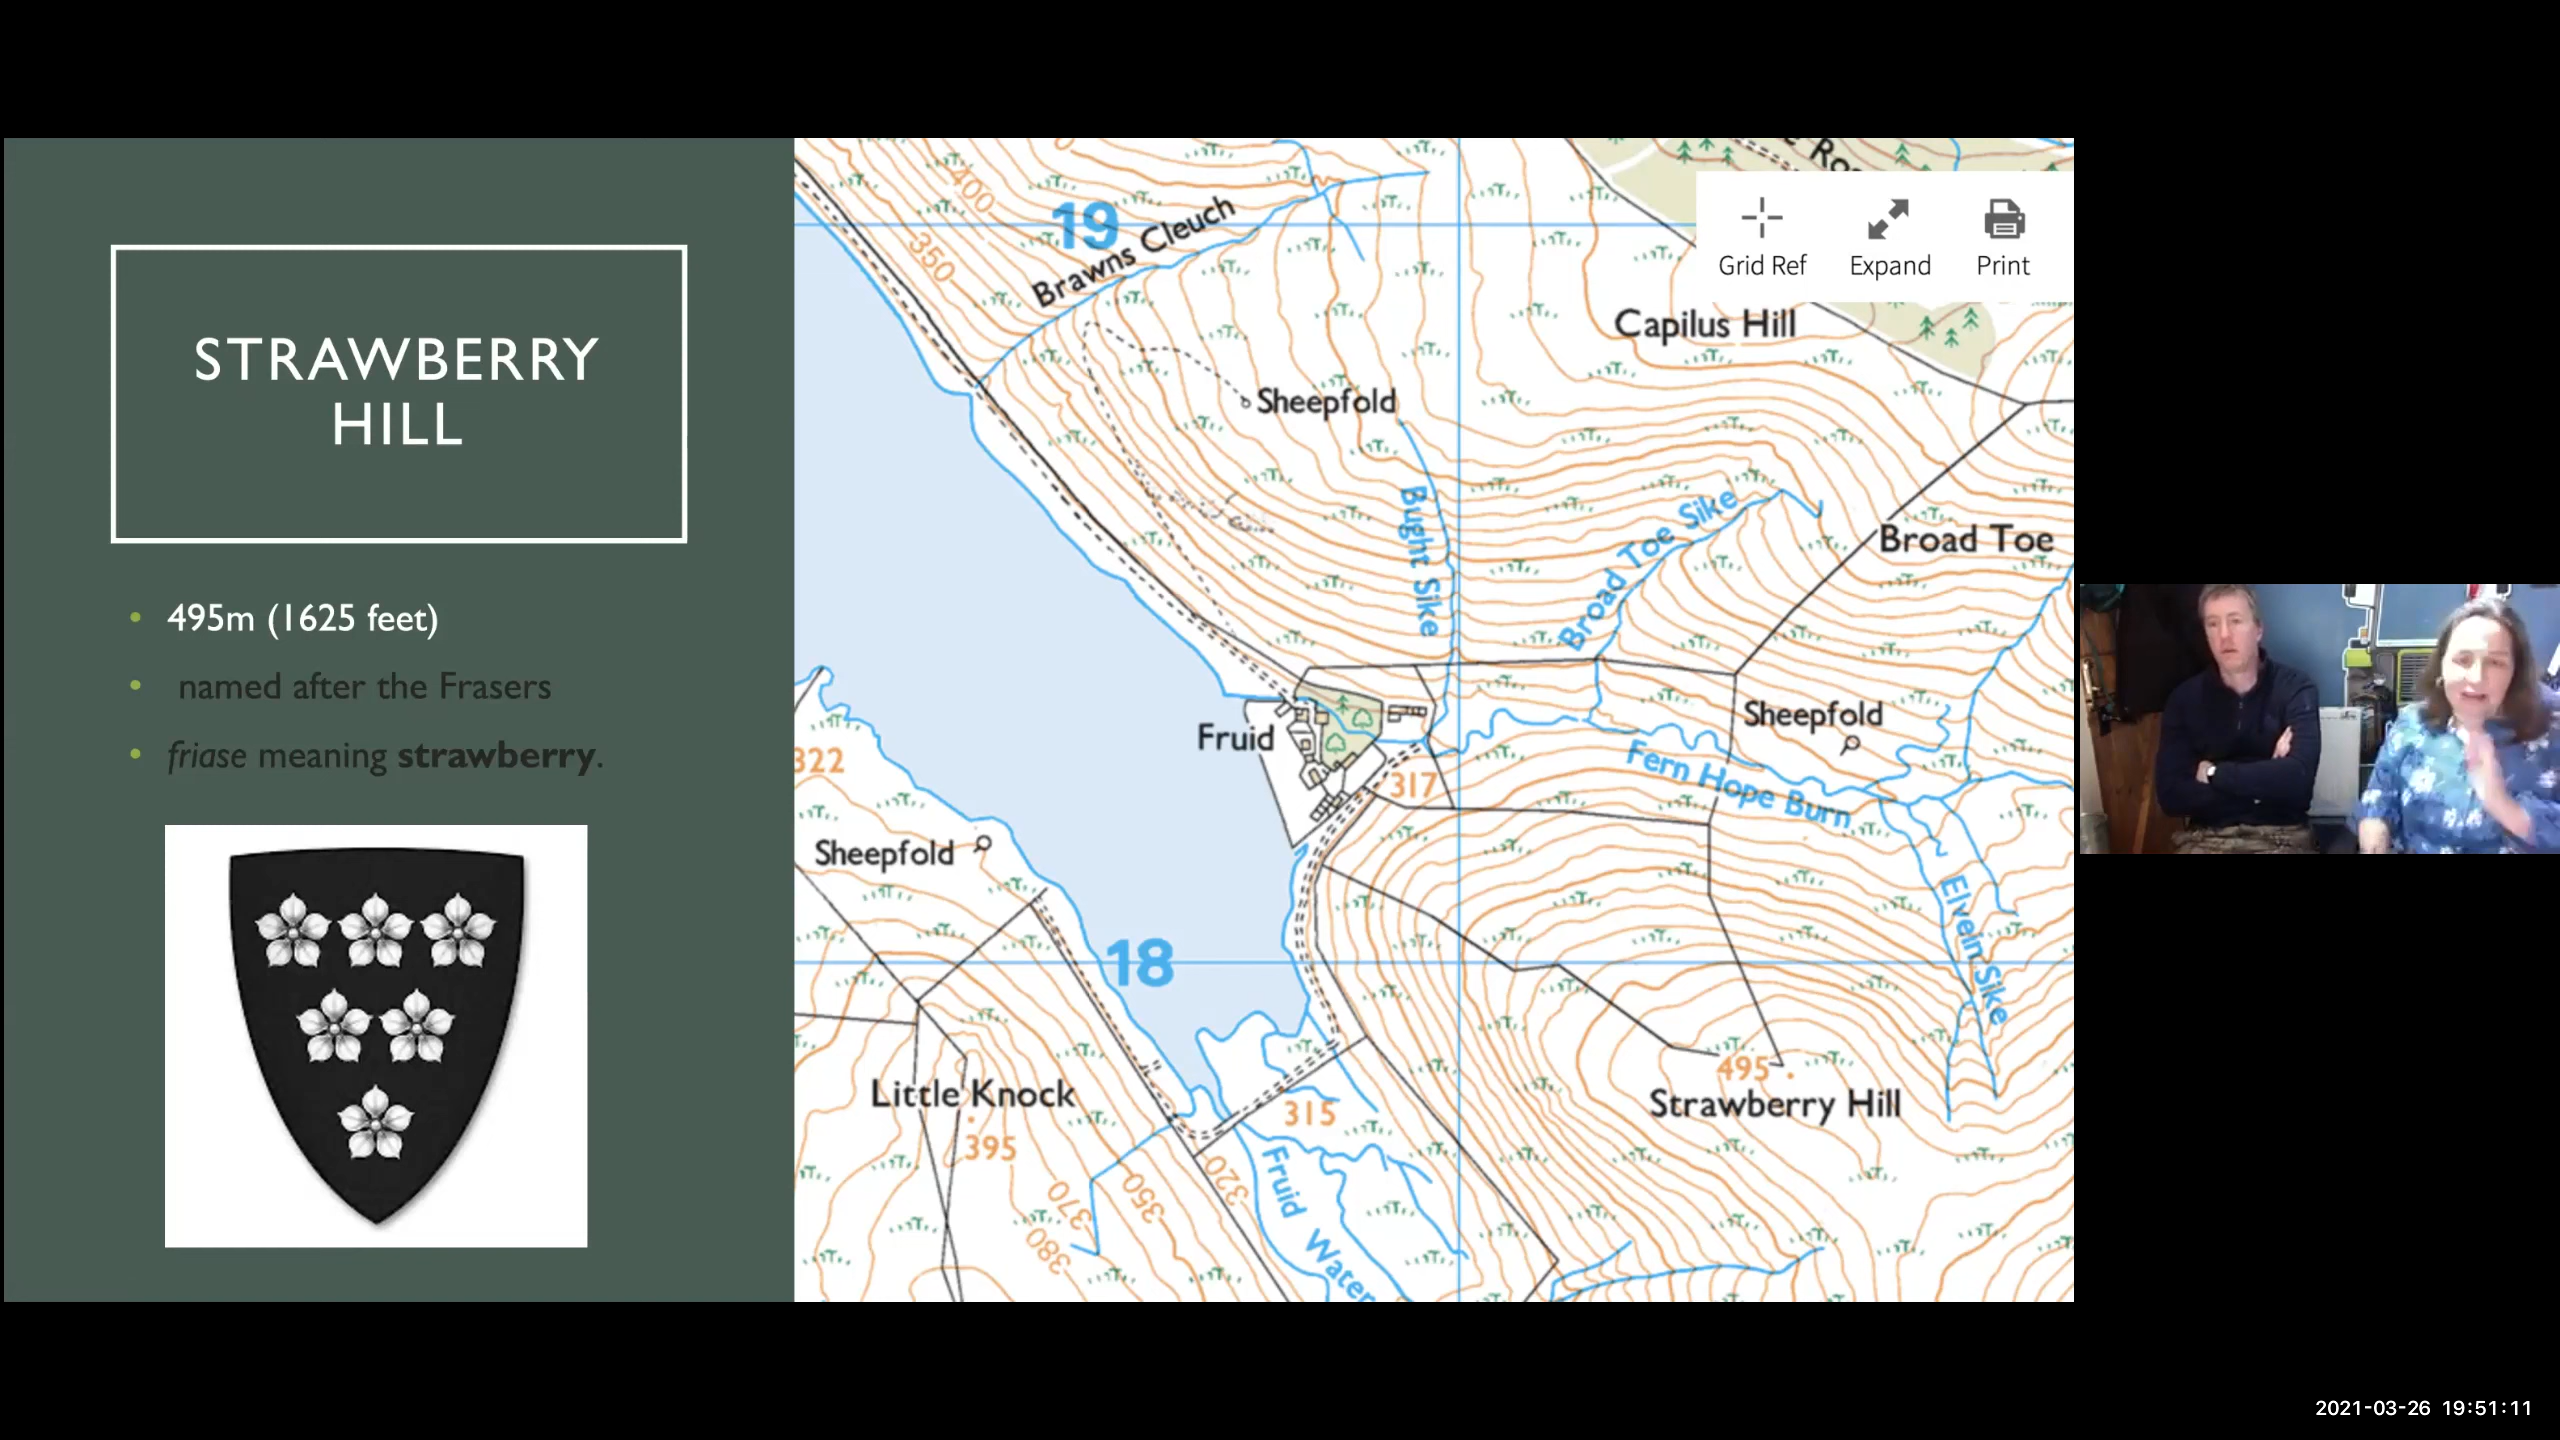 STRAWBERRY
HILL
495m (1625 feet)
named after the Frasers
friase meaning strawberry.
400
350
19
Brawns Cleuch
Grid Ref
Expand
Print
Capilus Hill
Sheepfold
Bught Sike
Broad Toe Sike
Broad Toe
Fruid
317
Sheepfold
Fern Hope Burn
322
Sheepfold
18
Elvein Sike
495
Strawberry Hill
Little Knock
395
315
320
350
370
380
Fruid Water
2021-03-26 19:51:11